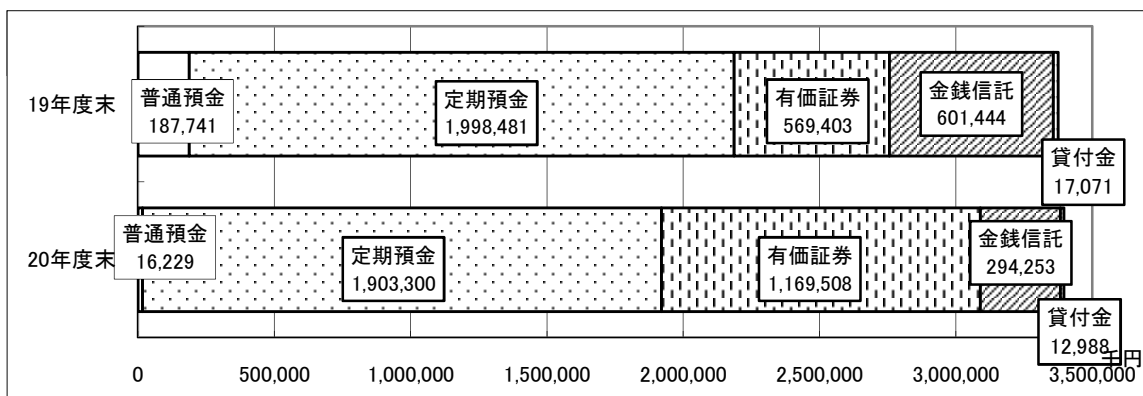 19年度末
普通預金
187,741
定期預金
1,998,481
有価証券
569,403
金銭信託
601,444
貸付金
17,071
20年度末
普通預金
16,229
定期預金
1,903,300
有価証券
1,169,508
金銭信託
294,253
貸付金
12,988
千円
0 500,000 1,000,000 1,500,000 2,000,000 2,500,000 3,000,000 3,500,000